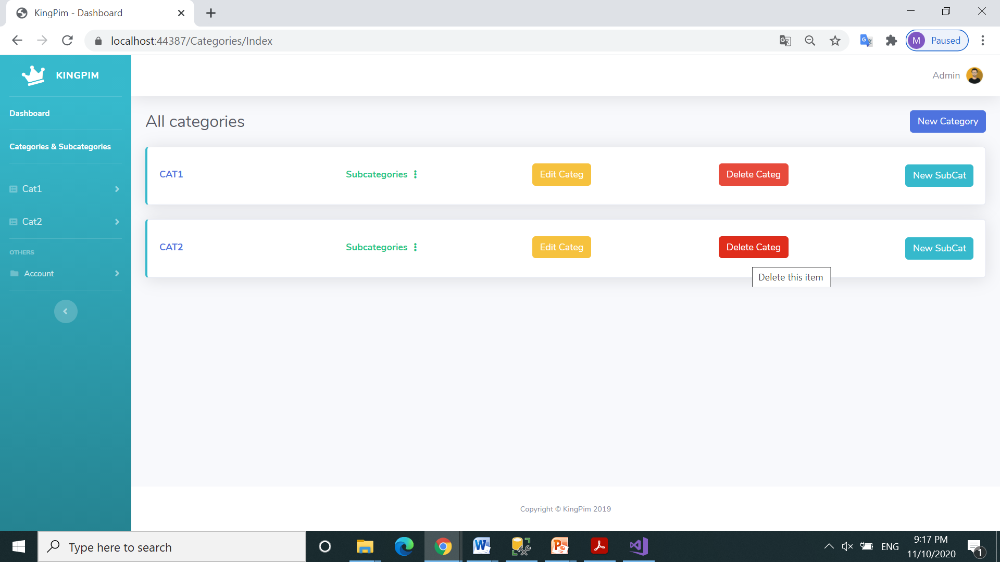 KingPim - Dashboard
localhost:44387/Categories/Index
M Paused
KINGPIM
Admin
Dashboard
Categories & Subcategories
Cat1
Cat2
OTHERS
Account
All categories
New Category
CAT1 Subcategories Edit Categ Delete Categ New SubCat
CAT2 Subcategories Edit Categ Delete Categ New SubCat
Delete this item
Copyright © KingPim 2019
Type here to search
ENG
9:17 PM
11/10/2020
1